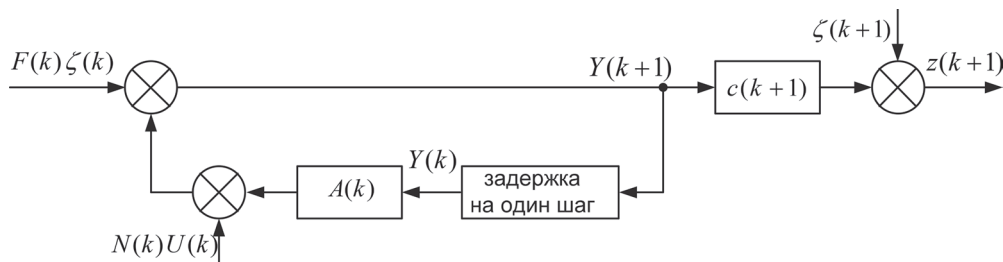 ζ(k+1)
F(k) ζ(k)
Y(k+1)
c(k+1)
z(k+1)
Y(k)
A(k)
задержка
на один шаг
N(k)U(k)